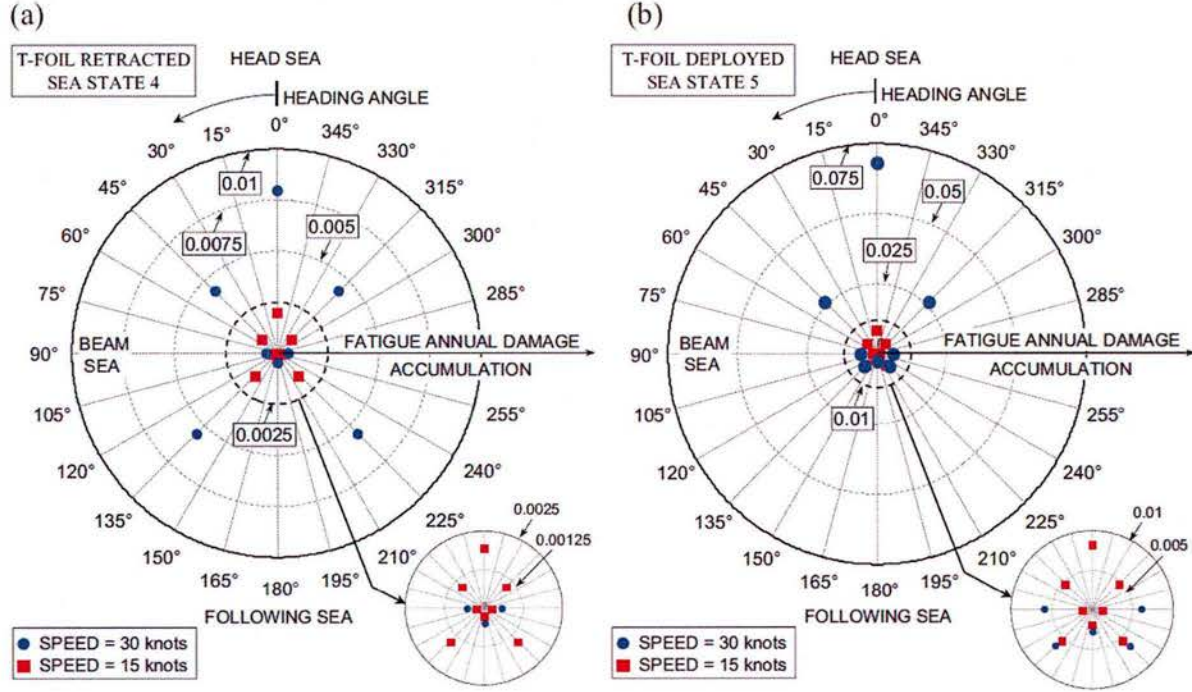 (a)
T-FOIL RETRACTED
SEA STATE 4
HEAD SEA
HEADING ANGLE
0°
15°
345°
30°
330°
45°
315°
60°
300°
75°
285°
90°
BEAM
SEA
105°
255°
120°
240°
135°
225°
150°
210°
165°
195°
180°
FOLLOWING SEA
0.01
0.0075
0.005
0.0025
FATIGUE ANNUAL DAMAGE
ACCUMULATION
0.0025
0.00125
SPEED = 30 knots
SPEED = 15 knots
(b)
T-FOIL DEPLOYED
SEA STATE 5
HEAD SEA
HEADING ANGLE
0°
15°
345°
30°
330°
45°
315°
60°
300°
75°
285°
90°
BEAM
SEA
105°
255°
120°
240°
135°
225°
150°
210°
165°
195°
180°
FOLLOWING SEA
0.075
0.05
0.025
0.01
FATIGUE ANNUAL DAMAGE
ACCUMULATION
0.01
0.005
SPEED = 30 knots
SPEED = 15 knots